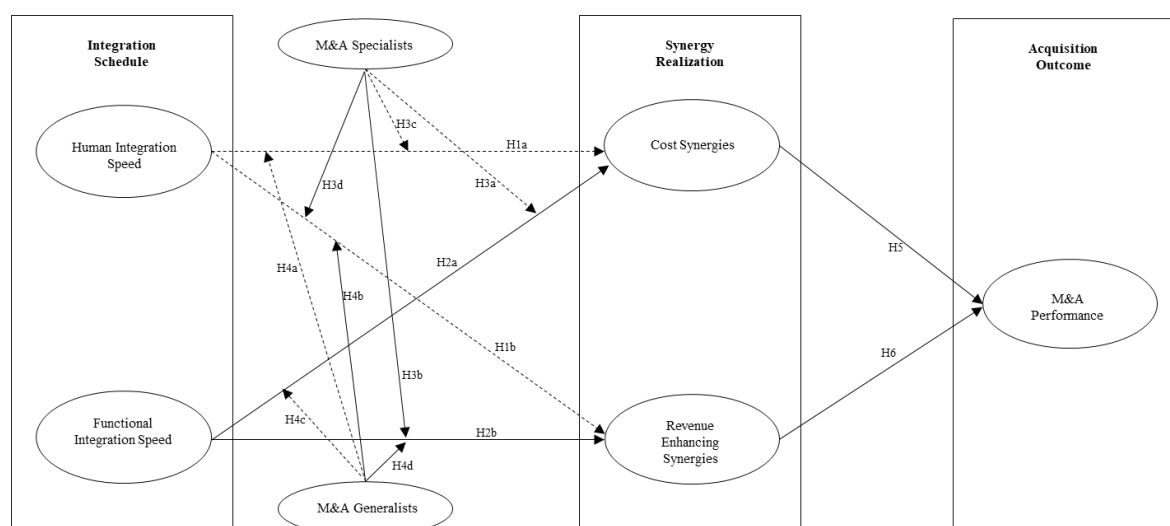 Integration
Schedule
M&A Specialists
Synergy
Realization
Acquisition
Outcome
Human Integration
Speed
H3c
H1a
Cost Synergies
H3a
H3d
H2a
H4a
H4b
H5
M&A
Performance
H1b
H6
H3b
Functional
Integration Speed
H4c
H2b
H4d
Revenue
Enhancing
Synergies
M&A Generalists